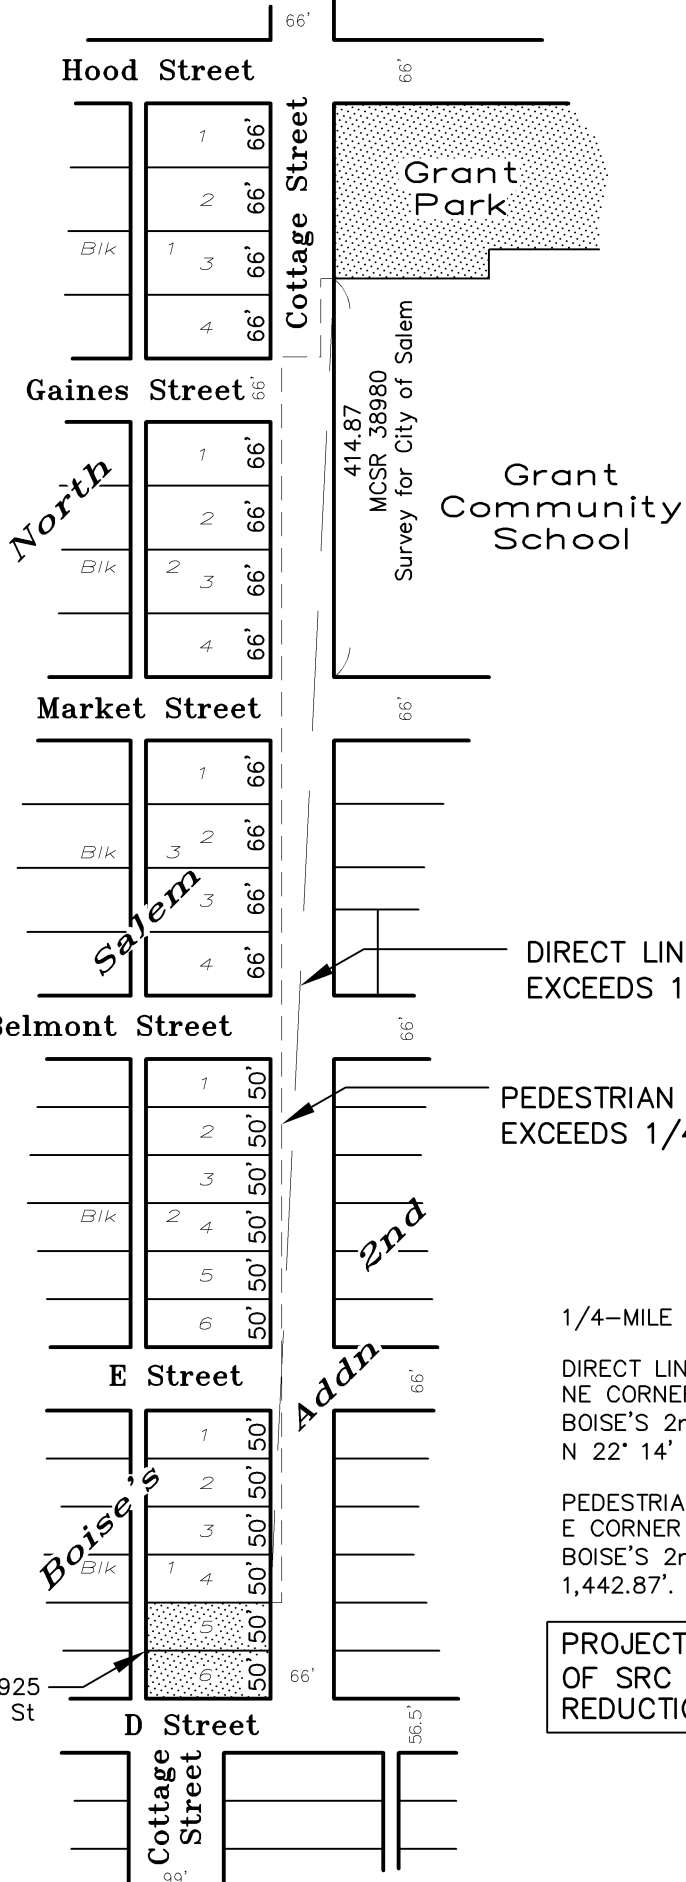 66'
Hood Street
66'
Cottage Street
1 66'
2 66'
Blk 1
3 66'
4 66'
Grant
Park
Gaines Street
66'
414.87
MCSR 38980
Survey for City of Salem
Grant
Community
School
North
1 66'
2 66'
Blk 2
3 66'
4 66'
Market Street
66'
1 66'
2 66'
Blk 3
3 66'
4 66'
Salem
DIRECT LIN
EXCEEDS 1
Belmont Street
66'
PEDESTRIAN
EXCEEDS 1/4
1 50'
2 50'
3 50'
Blk 2
4 50'
5 50'
6 50'
2nd
E Street
66'
Addn
1/4-MILE
DIRECT LIN
NE CORNE
BOISE'S 2n
N 22° 14'
PEDESTRIA
E CORNER
BOISE'S 2n
1,442.87'.
Boise's
1 50'
2 50'
3 50'
Blk 1
4 50'
5 50'
6 50'
66'
925
St
PROJECT
OF SRC
REDUCTIO
D Street
56.5'
Cottage
Street
99'